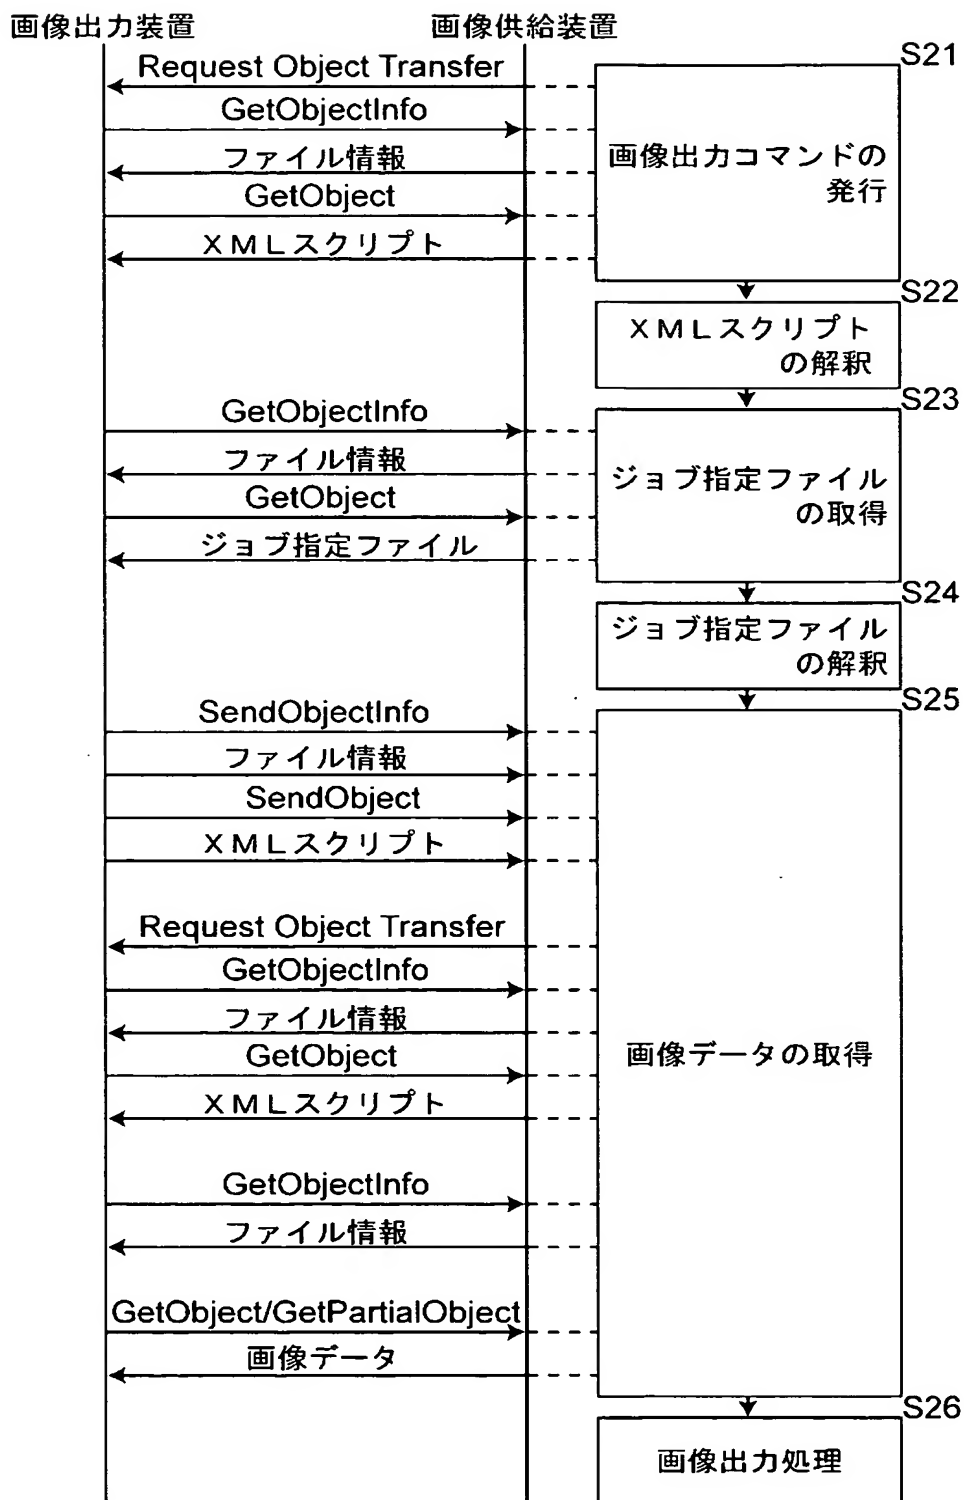 画像出力装置
画像供給装置
Request Object Transfer
S21
GetObjectInfo
ファイル情報
画像出力コマンドの
発行
GetObject
XMLスクリプト
S22
XMLスクリプト
の解釈
S23
GetObjectInfo
ファイル情報
ジョブ指定ファイル
の取得
GetObject
ジョブ指定ファイル
S24
ジョブ指定ファイル
の解釈
S25
SendObjectInfo
ファイル情報
SendObject
XMLスクリプト
Request Object Transfer
GetObjectInfo
ファイル情報
GetObject
画像データの取得
XMLスクリプト
GetObjectInfo
ファイル情報
GetObject/GetPartialObject
画像データ
S26
画像出力処理